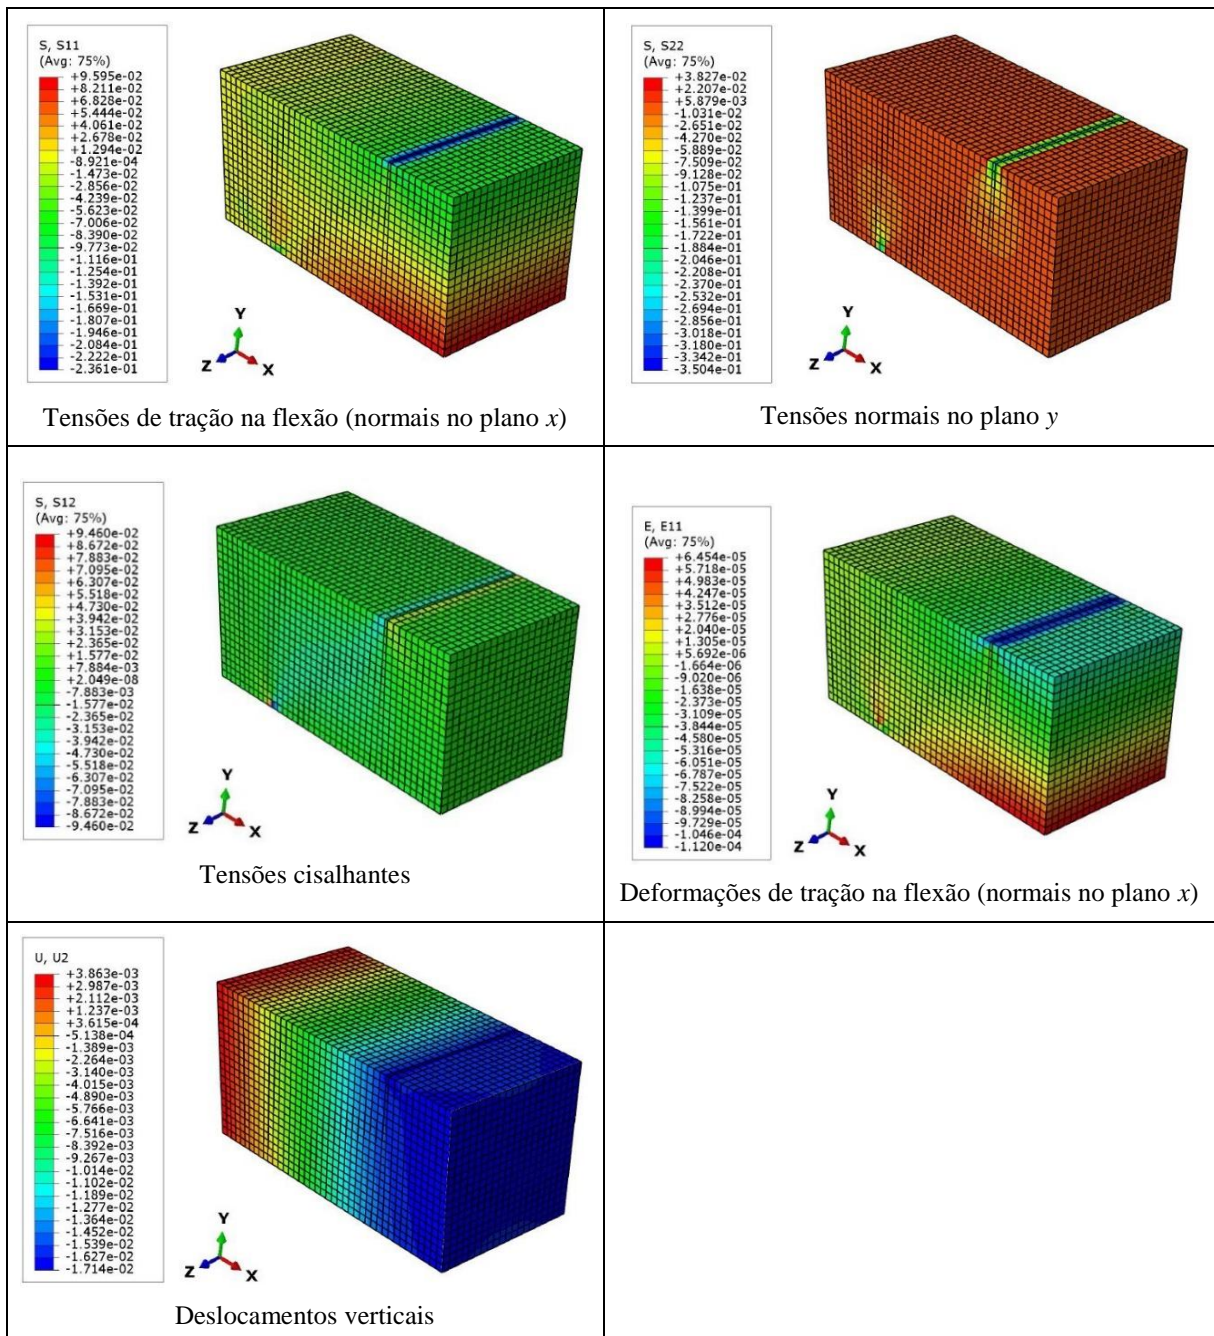 S, S11
(Avg: 75%)
+9.595e-02
+8.211e-02
+6.828e-02
+5.444e-02
+4.061e-02
+2.678e-02
+1.294e-02
-8.921e-04
-1.473e-02
-2.856e-02
-4.239e-02
-5.623e-02
-7.006e-02
-8.390e-02
-9.773e-02
-1.116e-01
-1.254e-01
-1.392e-01
-1.531e-01
-1.669e-01
-1.807e-01
-1.946e-01
-2.084e-01
-2.222e-01
-2.361e-01
Y
Z
X
Tensões de tração na flexão (normais no plano x)
S, S22
(Avg: 75%)
+3.827e-02
+2.207e-02
+5.879e-03
-1.031e-02
-2.651e-02
-4.270e-02
-5.889e-02
-7.509e-02
-9.128e-02
-1.075e-01
-1.237e-01
-1.399e-01
-1.561e-01
-1.722e-01
-1.884e-01
-2.046e-01
-2.208e-01
-2.370e-01
-2.532e-01
-2.694e-01
-2.856e-01
-3.018e-01
-3.180e-01
-3.342e-01
-3.504e-01
Y
Z
X
Tensões normais no plano y
S, S12
(Avg: 75%)
+9.460e-02
+8.672e-02
+7.883e-02
+7.095e-02
+6.307e-02
+5.518e-02
+4.730e-02
+3.942e-02
+3.153e-02
+2.365e-02
+1.577e-02
+7.884e-03
+2.049e-08
-7.883e-03
-1.577e-02
-2.365e-02
-3.153e-02
-3.942e-02
-4.730e-02
-5.518e-02
-6.307e-02
-7.095e-02
-7.883e-02
-8.672e-02
-9.460e-02
Y
Z
X
Tensões cisalhantes
E, E11
(Avg: 75%)
+6.454e-05
+5.718e-05
+4.983e-05
+4.247e-05
+3.512e-05
+2.776e-05
+2.040e-05
+1.305e-05
+5.692e-06
-1.664e-06
-9.020e-06
-1.638e-05
-2.373e-05
-3.109e-05
-3.844e-05
-4.580e-05
-5.316e-05
-6.051e-05
-6.787e-05
-7.522e-05
-8.258e-05
-8.994e-05
-9.729e-05
-1.046e-04
-1.120e-04
Y
Z
X
Deformações de tração na flexão (normais no plano x)
U, U2
+3.863e-03
+2.987e-03
+2.112e-03
+1.237e-03
+3.615e-04
-5.138e-04
-1.389e-03
-2.264e-03
-3.140e-03
-4.015e-03
-4.890e-03
-5.766e-03
-6.641e-03
-7.516e-03
-8.392e-03
-9.267e-03
-1.014e-02
-1.102e-02
-1.189e-02
-1.277e-02
-1.364e-02
-1.452e-02
-1.539e-02
-1.627e-02
-1.714e-02
Y
Z
X
Deslocamentos verticais